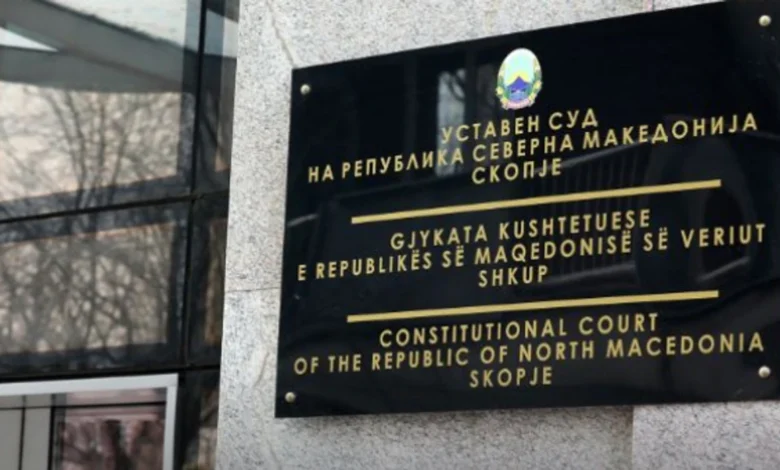 УСТАВЕН СУД
НА РЕПУБЛИКА СЕВЕРНА МАКЕДОНИЈА
СКОПЈЕ
GJYKATA KUSHTETUESE
E REPUBLIKËS SË MAQEDONISË SË VERIUT
SHKUP
CONSTITUTIONAL COURT
OF THE REPUBLIC OF NORTH MACEDONIA
SKOPJE